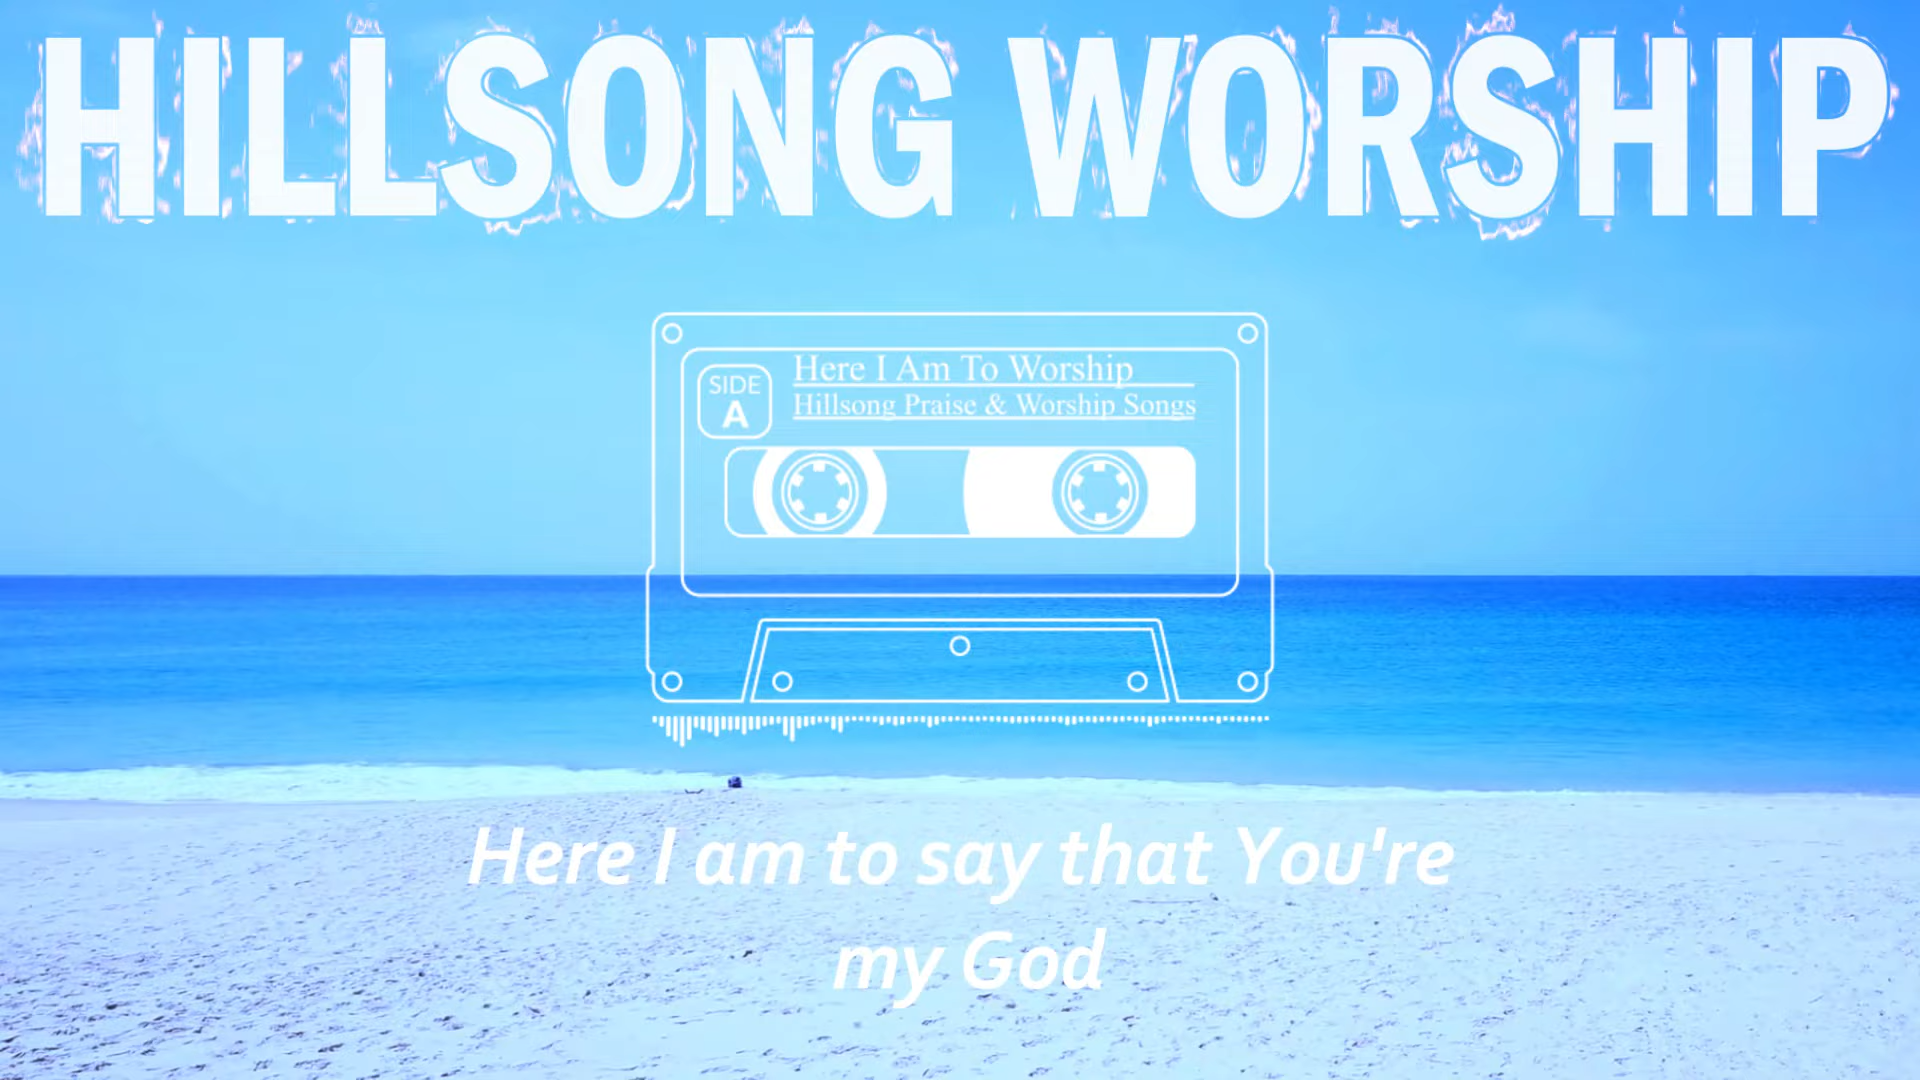 HILLSONG WORSHIP
SIDE
A
Here I Am To Worship
Hillsong Praise & Worship Songs
Here I am to say that You're
my God